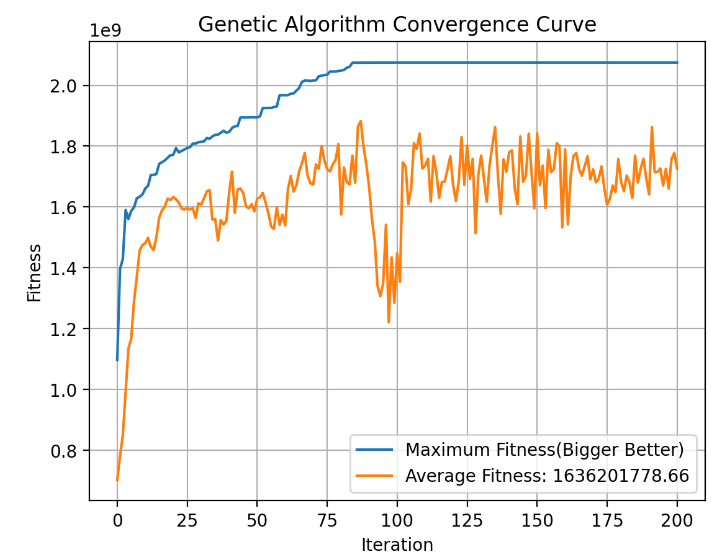 Genetic Algorithm Convergence Curve
1e9
2.0
1.8
1.6
1.4
1.2
1.0
0.8
Fitness
Maximum Fitness(Bigger Better)
Average Fitness: 1636201778.66
0 25 50 75 100 125 150 175 200
Iteration